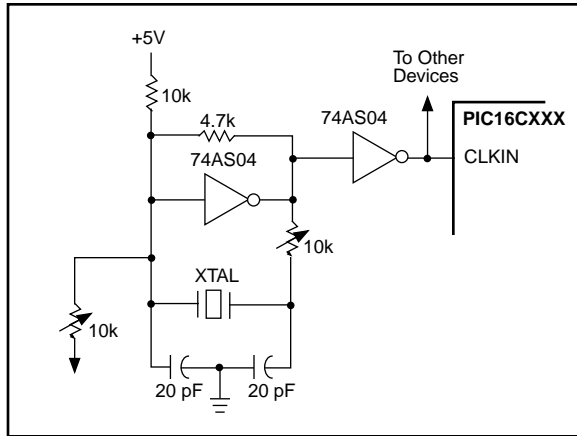 +5V
10k
4.7k
74AS04
74AS04
To Other
Devices
PIC16CXXX
CLKIN
10k
XTAL
10k
20 pF
20 pF